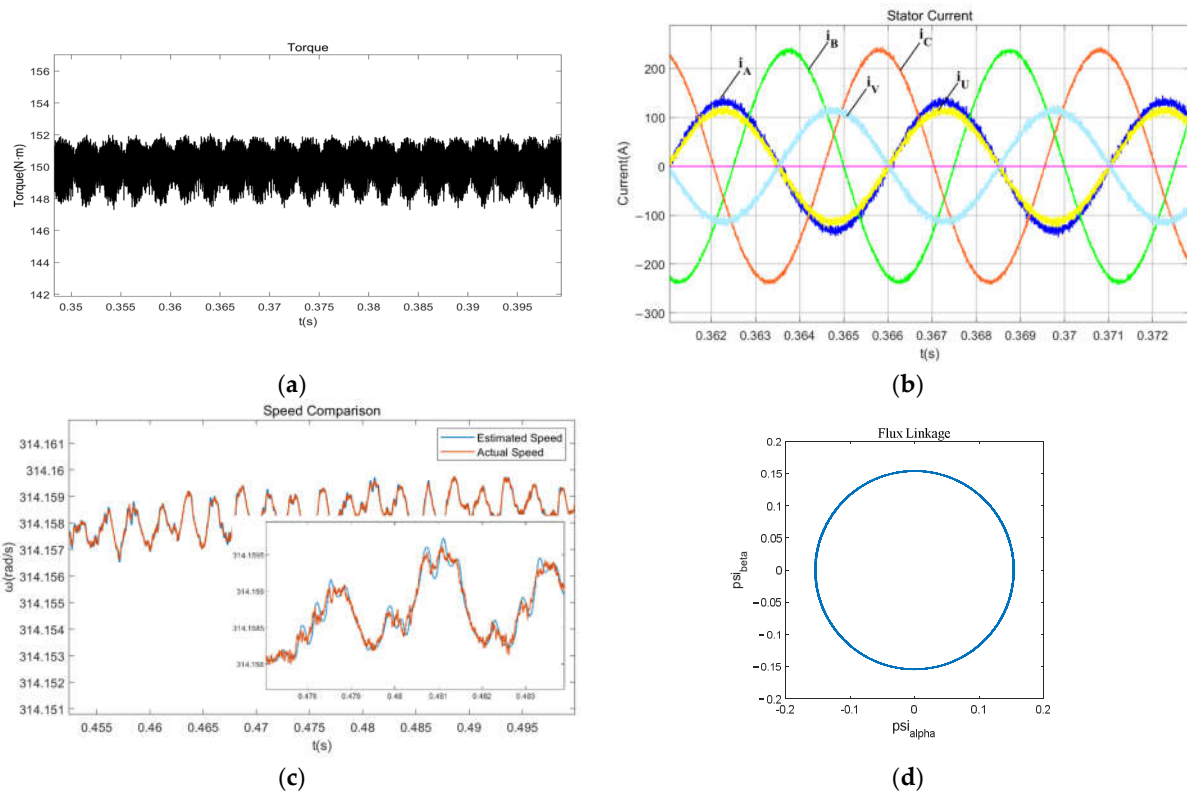 Torque
156
154
152
150
148
146
144
142
Torque(N·m)
0.35 0.355 0.36 0.365 0.37 0.375 0.38 0.385 0.39 0.395
t(s)
(a)
Stator Current
i_A
i_B
i_V
i_C
i_U
200
100
0
−100
−200
−300
Current(A)
0.362 0.363 0.364 0.365 0.366 0.367 0.368 0.369 0.37 0.371 0.372
t(s)
(b)
Speed Comparison
Estimated Speed
Actual Speed
314.161
314.16
314.159
314.158
314.157
314.156
314.155
314.154
314.153
314.152
314.151
ω(rad/s)
314.1595
314.159
314.1585
314.158
0.478 0.479 0.48 0.481 0.482 0.483
0.455 0.46 0.465 0.47 0.475 0.48 0.485 0.49 0.495
t(s)
(c)
Flux Linkage
0.2
0.15
0.1
0.05
0
−0.05
−0.1
−0.15
−0.2
psi_beta
-0.2 -0.1 0 0.1 0.2
psi_alpha
(d)